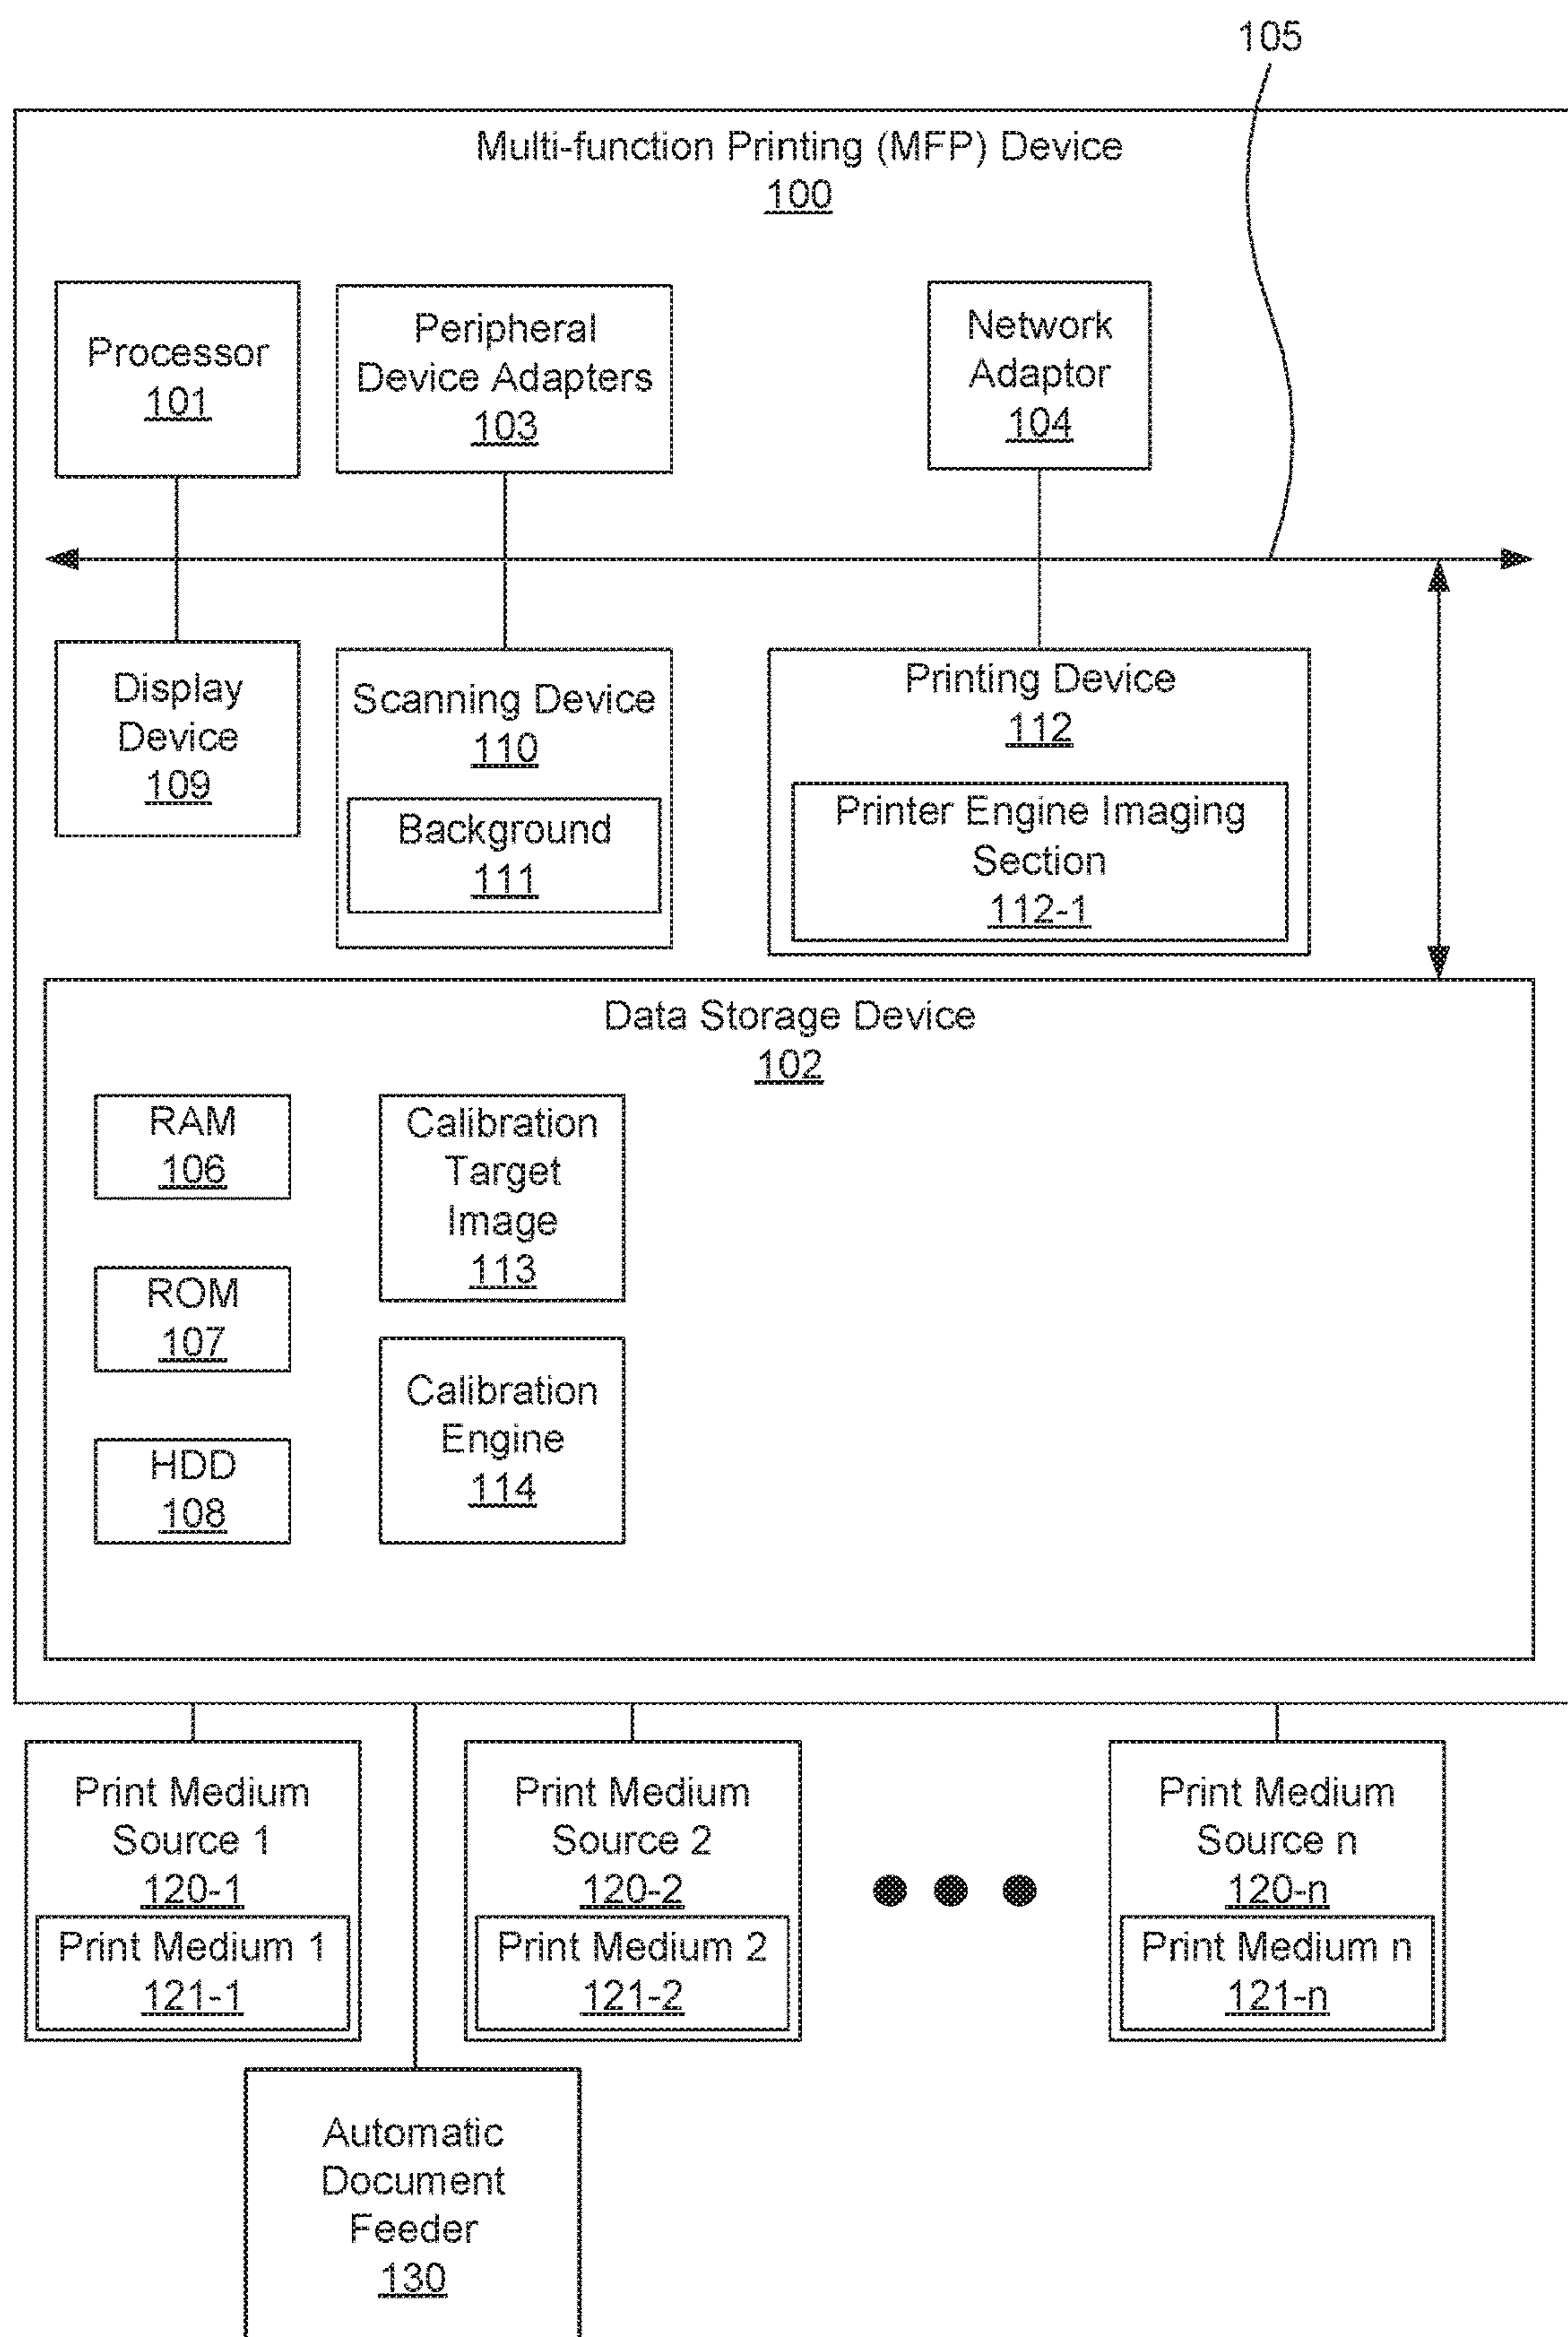 105
Multi-function Printing (MFP) Device
100
Processor
101
Peripheral
Device Adapters
103
Network
Adaptor
104
Display
Device
109
Scanning Device
110
Background
111
Printing Device
112
Printer Engine Imaging
Section
112-1
Data Storage Device
102
RAM
106
ROM
107
HDD
108
Calibration
Target
Image
113
Calibration
Engine
114
Print Medium
Source 1
120-1
Print Medium 1
121-1
Print Medium
Source 2
120-2
Print Medium 2
121-2
Print Medium
Source n
120-n
Print Medium n
121-n
Automatic
Document
Feeder
130